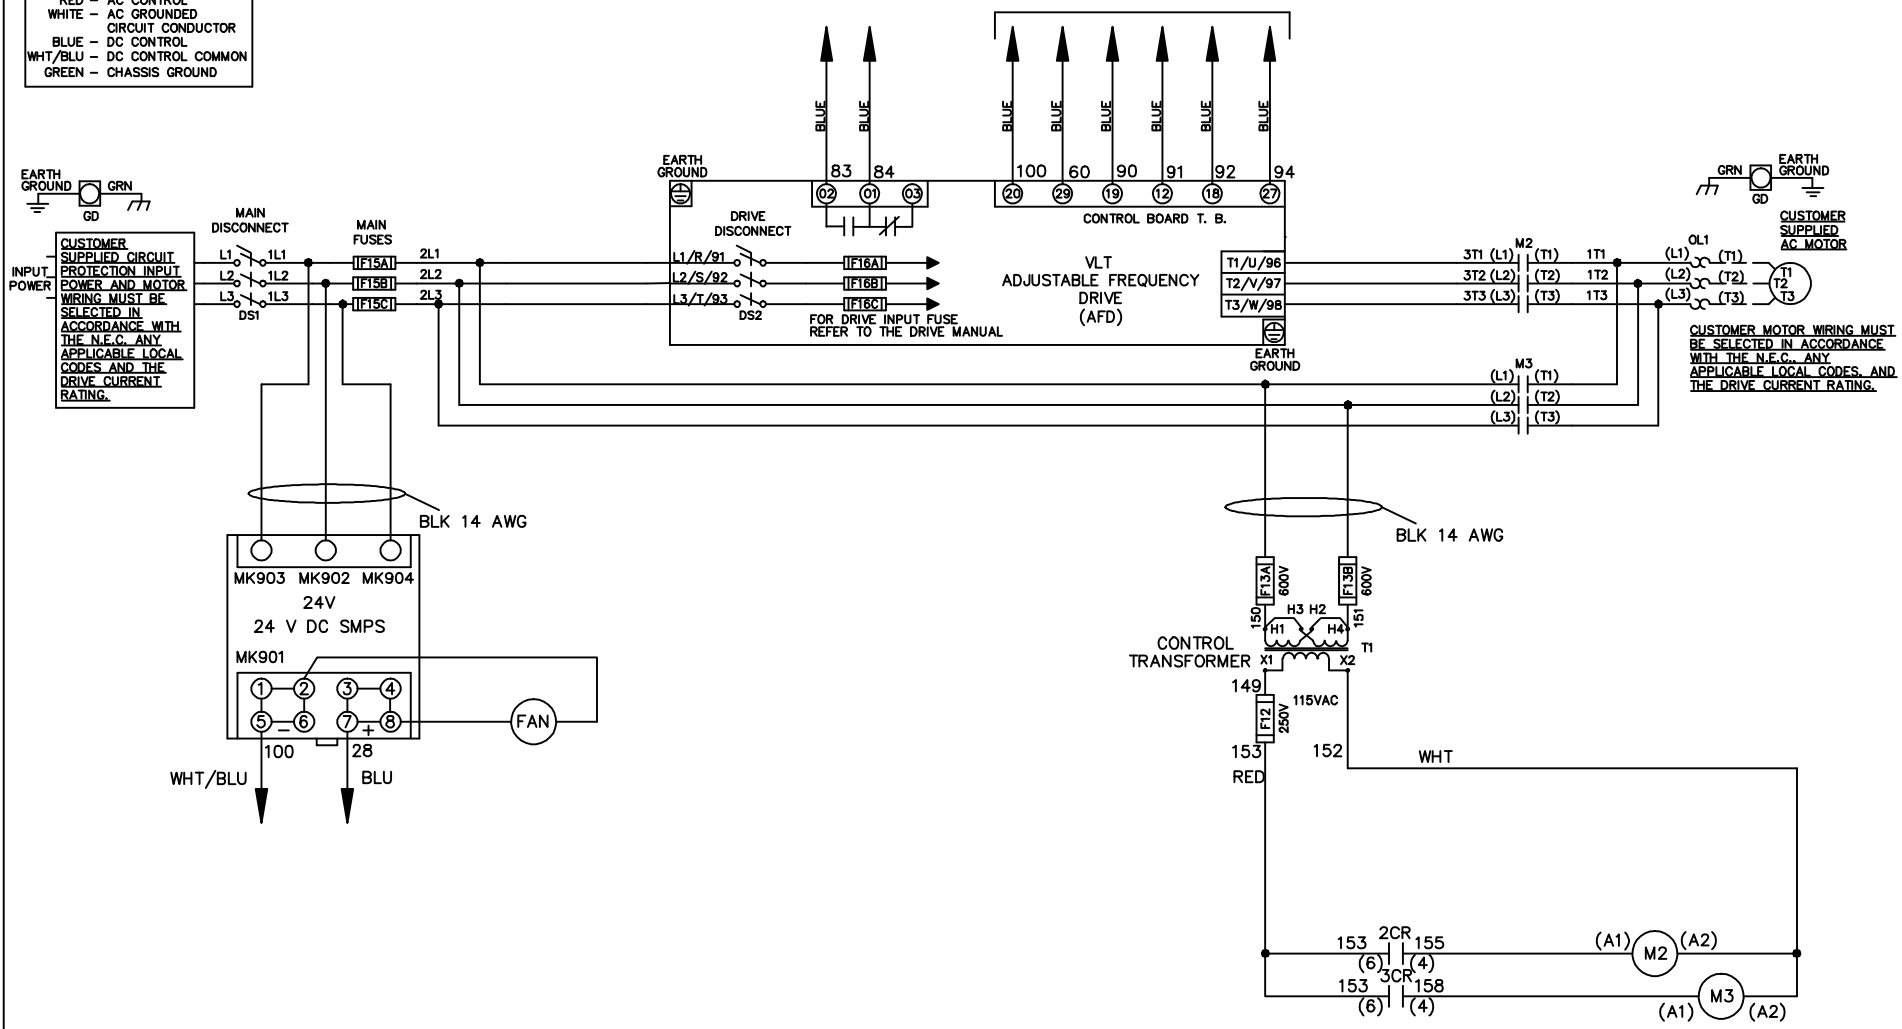 RED - AC CONTROL
WHITE - AC GROUNDED
CIRCUIT CONDUCTOR
BLUE - DC CONTROL
WHT/BLU - DC CONTROL COMMON
GREEN - CHASSIS GROUND
BLUE
BLUE
BLUE
BLUE
BLUE
BLUE
BLUE
BLUE
EARTH
GROUND
GRN
GD
EARTH
GROUND
83 84
02 01 03
100 60 90 91 92 94
20 29 19 12 18 27
CONTROL BOARD T. B.
GRN
EARTH
GROUND
GD
CUSTOMER
SUPPLIED
AC MOTOR
INPUT
POWER
CUSTOMER
SUPPLIED CIRCUIT
PROTECTION INPUT
POWER AND MOTOR
WIRING MUST BE
SELECTED IN
ACCORDANCE WITH
THE N.E.C. ANY
APPLICABLE LOCAL
CODES AND THE
DRIVE CURRENT
RATING.
MAIN
DISCONNECT
L1 1L1
L2 1L2
L3 1L3
DS1
MAIN
FUSES
F15A 2L1
F15B 2L2
F15C 2L3
DRIVE
DISCONNECT
L1/R/91 F16A
L2/S/92 F16B
L3/T/93 F16C
DS2
FOR DRIVE INPUT FUSE
REFER TO THE DRIVE MANUAL
VLT
ADJUSTABLE FREQUENCY
DRIVE
(AFD)
T1/U/96
T2/V/97
T3/W/98
EARTH
GROUND
M2
3T1 (L1) (T1) 1T1
3T2 (L2) (T2) 1T2
3T3 (L3) (T3) 1T3
OL1
(L1) (T1)
(L2) (T2)
(L3) (T3)
T1
T2
T3
CUSTOMER MOTOR WIRING MUST
BE SELECTED IN ACCORDANCE
WITH THE N.E.C., ANY
APPLICABLE LOCAL CODES, AND
THE DRIVE CURRENT RATING.
M3
(L1) (T1)
(L2) (T2)
(L3) (T3)
BLK 14 AWG
BLK 14 AWG
MK903 MK902 MK904
24V
24 V DC SMPS
MK901
1 2 3 4
5 6 7 8
- +
100 28
WHT/BLU BLU
FAN
F13A 600V
F13B 600V
150 151
H3 H2
H1 H4
CONTROL
TRANSFORMER
T1
X1 X2
149
115VAC
F12 250V
153 152
RED
WHT
2CR
153 155
(6) (4)
(A1) M2 (A2)
3CR
153 158
(6) (4)
(A1) M3 (A2)